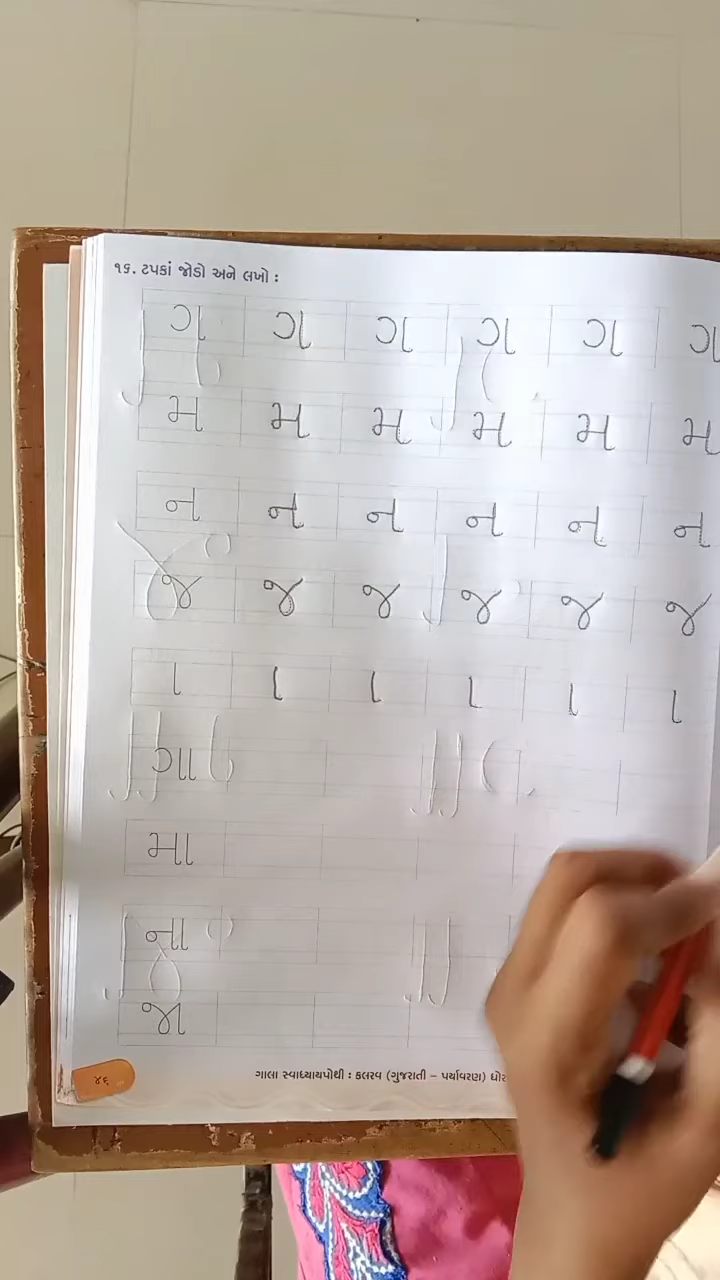 ૧૬. ટપકાં જોડો અને લખો :
ગ ગ ગ ગ ગ ગ
મ મ મ મ મ મ
ન ન ન ન ન ન
જ જ જ જ જ જ
ા ા ા ા ા ા
ગા
મા
ના
જા
૪૬ ગાલા સ્વાધ્યાયપોથી : કલરવ (ગુજરાતી – પર્યાવરણ)